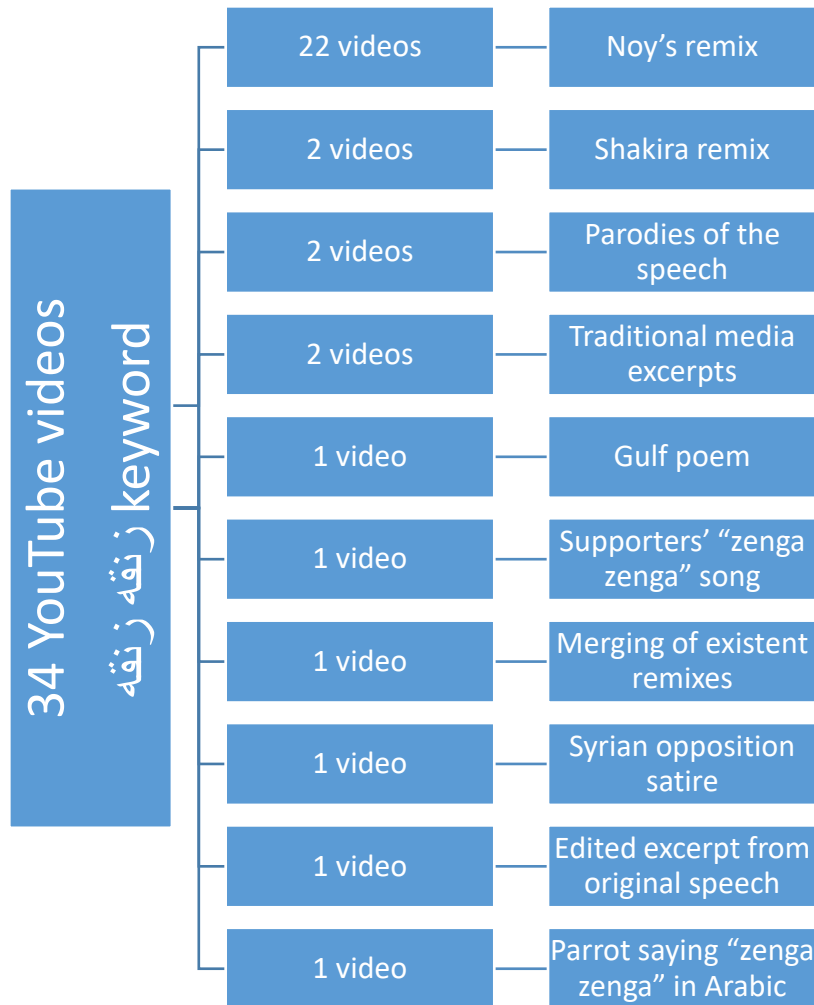 34 YouTube videos
زنقه زنقه keyword
22 videos
Noy’s remix
2 videos
Shakira remix
2 videos
Parodies of the
speech
2 videos
Traditional media
excerpts
1 video
Gulf poem
1 video
Supporters’ “zenga
zenga” song
1 video
Merging of existent
remixes
1 video
Syrian opposition
satire
1 video
Edited excerpt from
original speech
1 video
Parrot saying “zenga
zenga” in Arabic